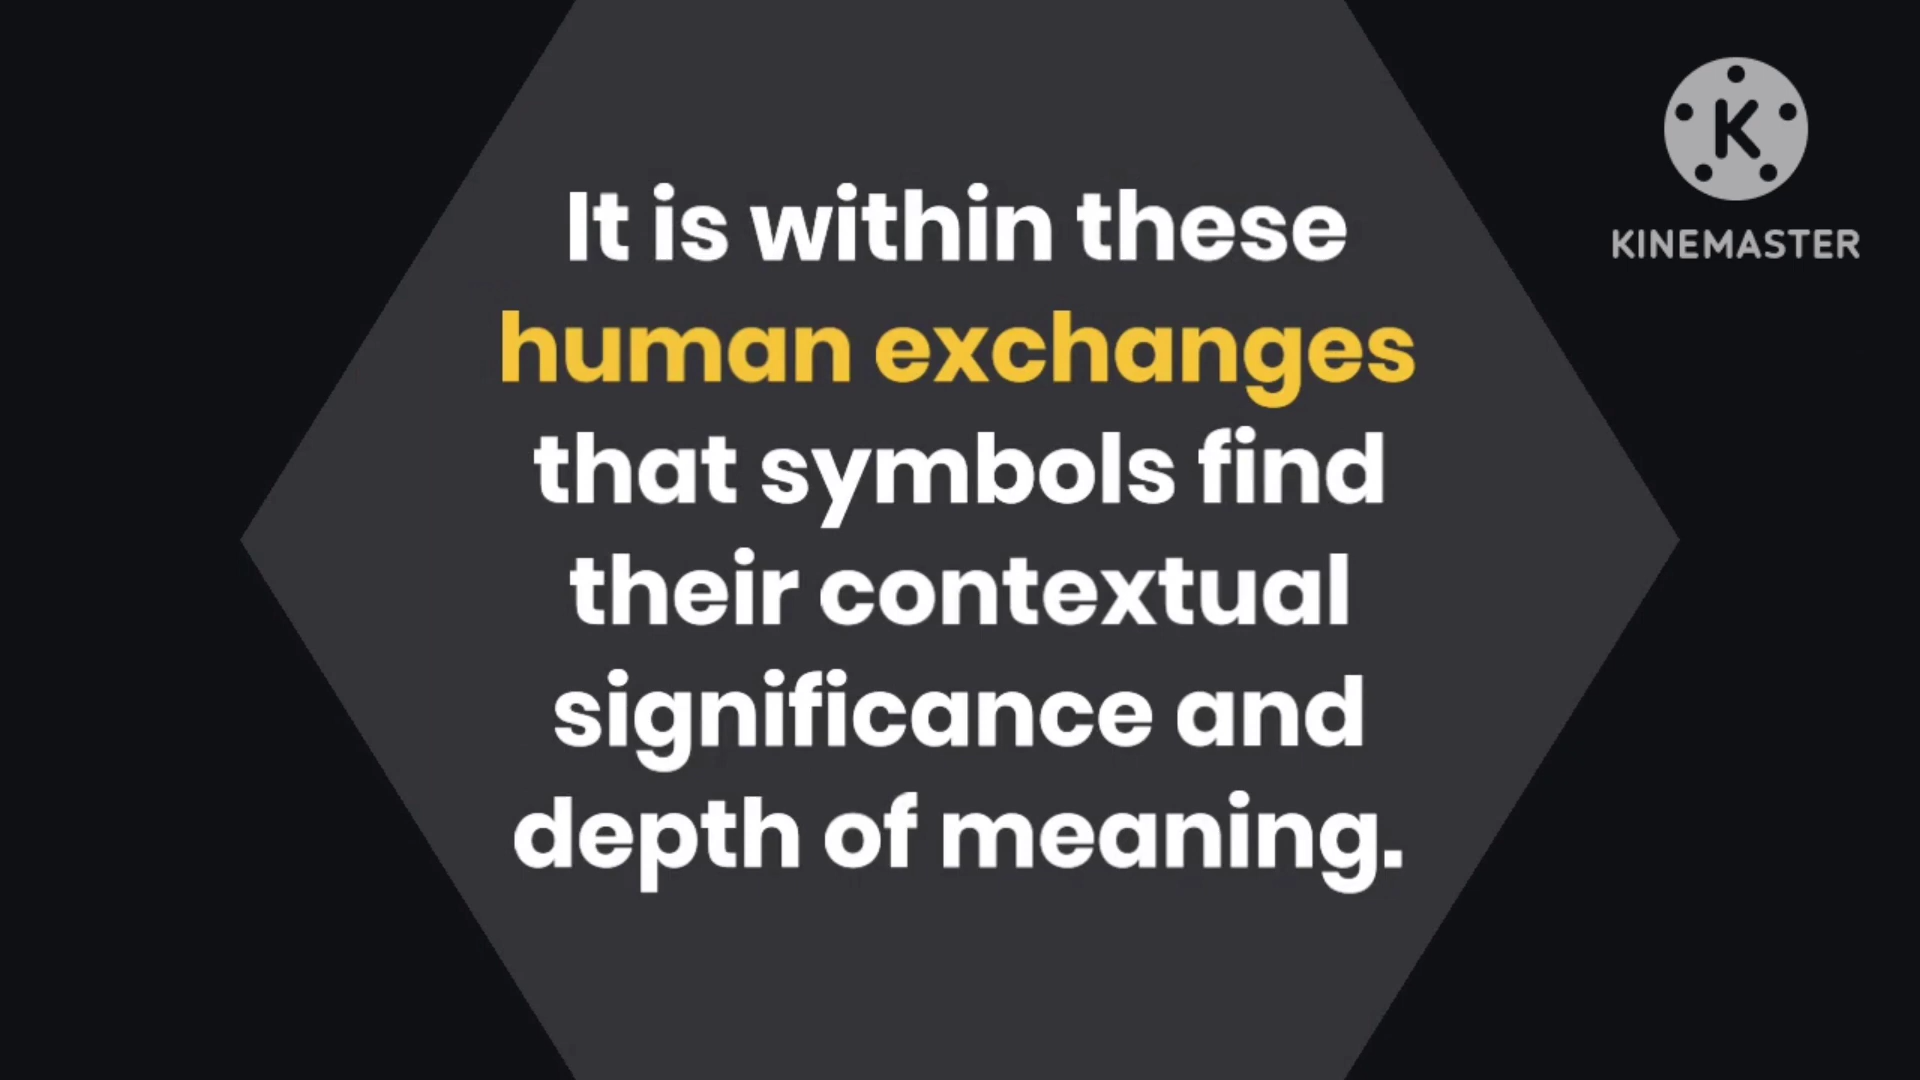 It is within these
human exchanges
that symbols find
their contextual
significance and
depth of meaning.
K
KINEMASTER